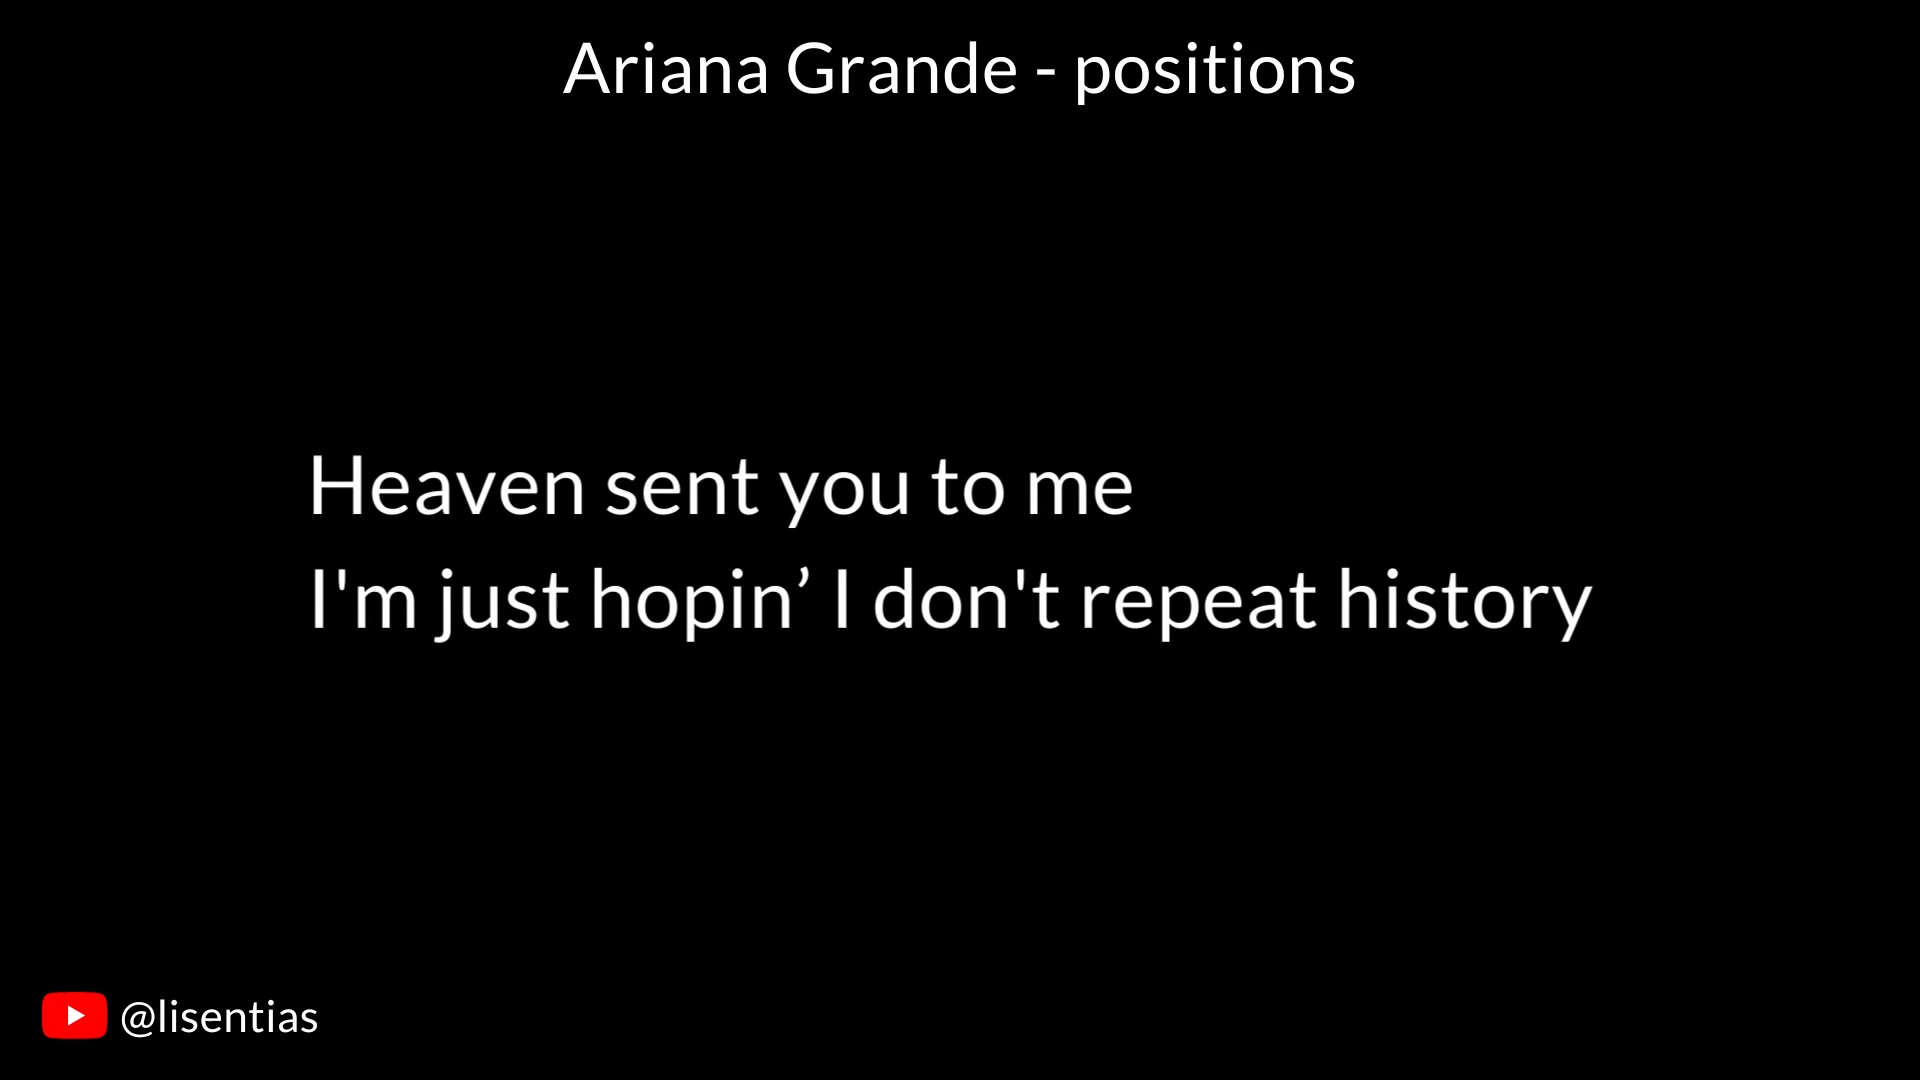 Ariana Grande - positions
Heaven sent you to me
I'm just hopin’ I don't repeat history
@lisentias